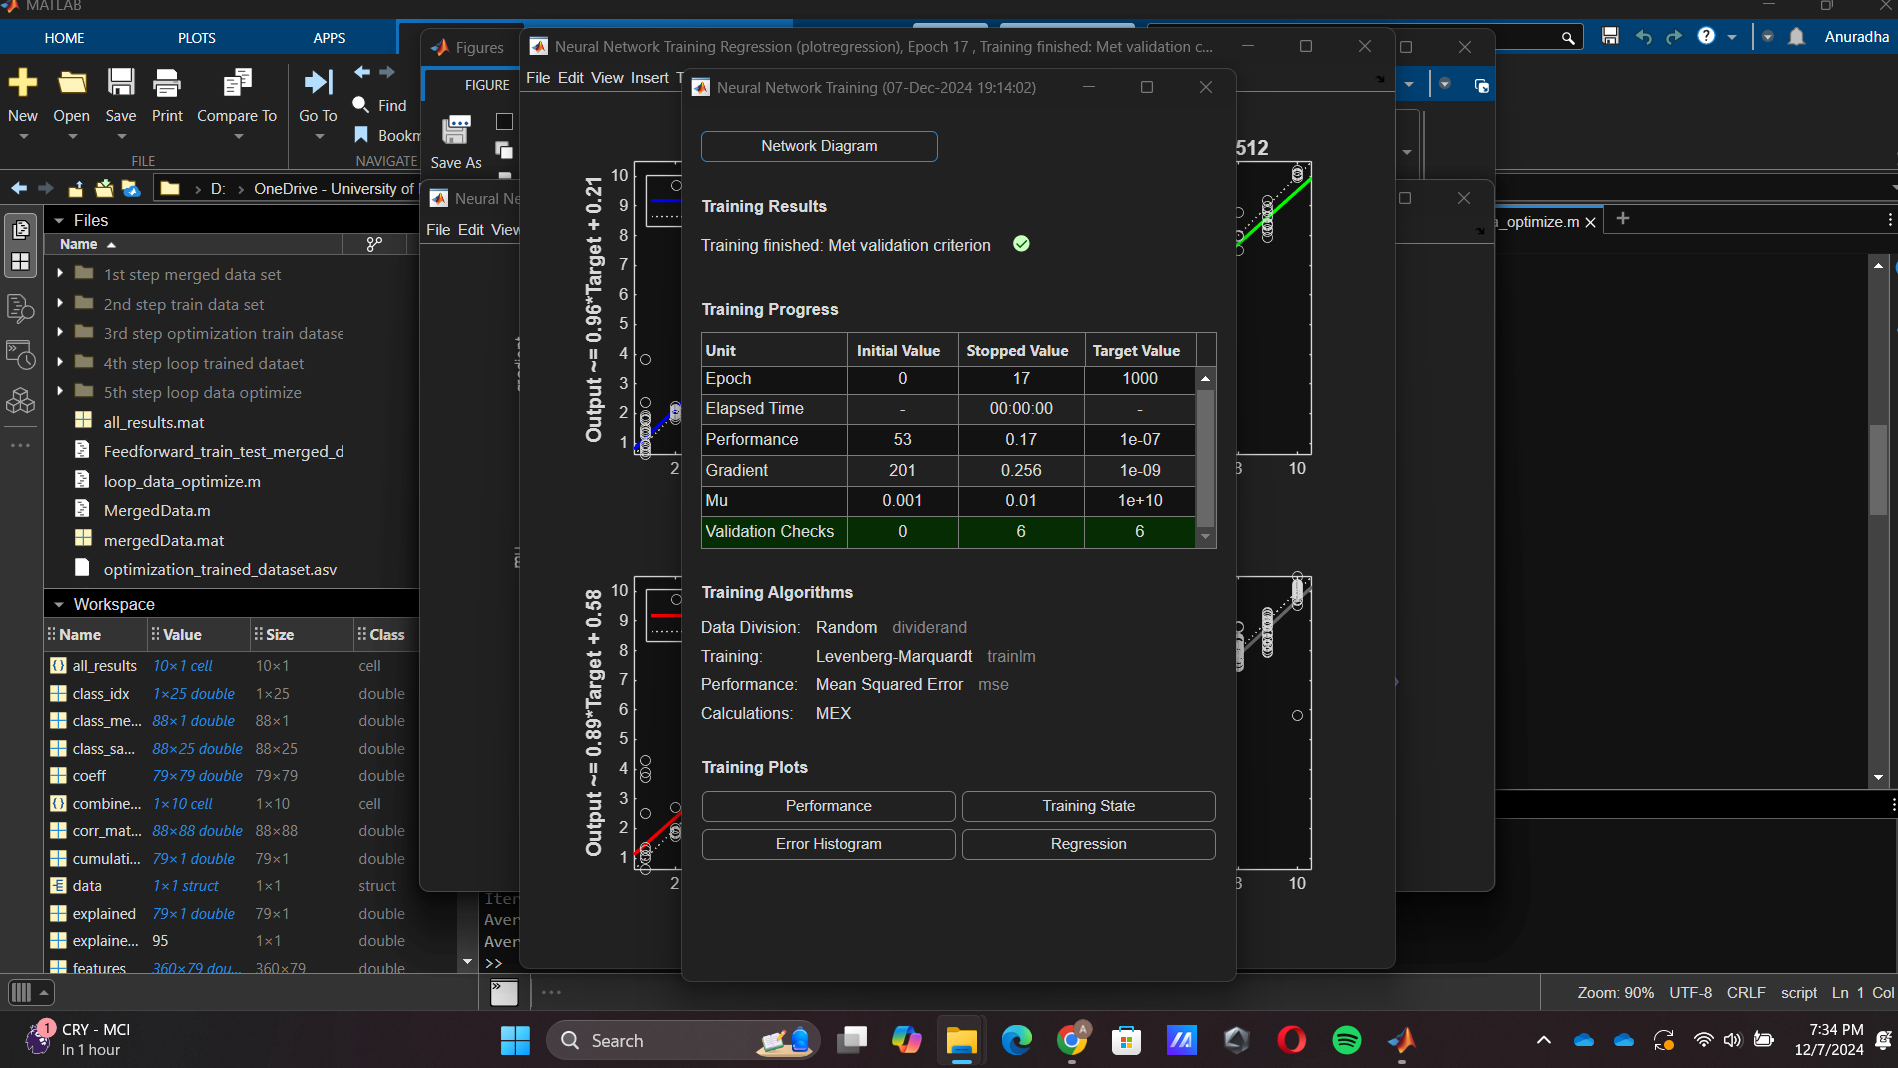 MATLAB
HOME PLOTS APPS
Anuradha
New Open Save Print Compare To Go To Find
FILE NAVIGATE
D: OneDrive - University of
Files
Name
1st step merged data set
2nd step train data set
3rd step optimization train datase
4th step loop trained dataet
5th step loop data optimize
all_results.mat
Feedforward_train_test_merged_d
loop_data_optimize.m
MergedData.m
mergedData.mat
optimization_trained_dataset.asv
Workspace
Name Value Size Class
all_results 10×1 cell 10×1 cell
class_idx 1×25 double 1×25 double
class_me... 88×1 double 88×1 double
class_sa... 88×25 double 88×25 double
coeff 79×79 double 79×79 double
combine... 1×10 cell 1×10 cell
corr_mat... 88×88 double 88×88 double
cumulati... 79×1 double 79×1 double
data 1×1 struct 1×1 struct
explained 79×1 double 79×1 double
explaine... 95 1×1 double
features 360×79 dou... 360×79 double
Figures
FIGURE
Save As
File Edit View
Neural Network Training Regression (plotregression), Epoch 17 , Training finished: Met validation c...
File Edit View Insert
512
Output ~= 0.96*Target + 0.21
10
9
8
7
6
5
4
3
2
1
2
10
Output ~= 0.89*Target + 0.58
10
9
8
7
6
5
4
3
2
1
2
10
Neural Network Training (07-Dec-2024 19:14:02)
Network Diagram
Training Results
Training finished: Met validation criterion
Training Progress
Unit Initial Value Stopped Value Target Value
Epoch 0 17 1000
Elapsed Time - 00:00:00 -
Performance 53 0.17 1e-07
Gradient 201 0.256 1e-09
Mu 0.001 0.01 1e+10
Validation Checks 0 6 6
Training Algorithms
Data Division: Random dividerand
Training: Levenberg-Marquardt trainlm
Performance: Mean Squared Error mse
Calculations: MEX
Training Plots
Performance Training State
Error Histogram Regression
_optimize.m
>>
Zoom: 90% UTF-8 CRLF script Ln 1 Col
1
CRY - MCI
In 1 hour
Search
A
7:34 PM
12/7/2024